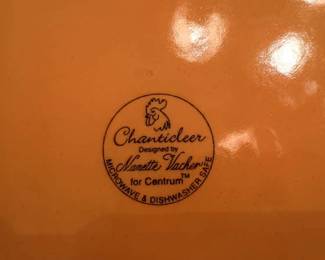 Chanticleer
Designed by
Nanette Vacher
for Centrum™
MICROWAVE & DISHWASHER SAFE